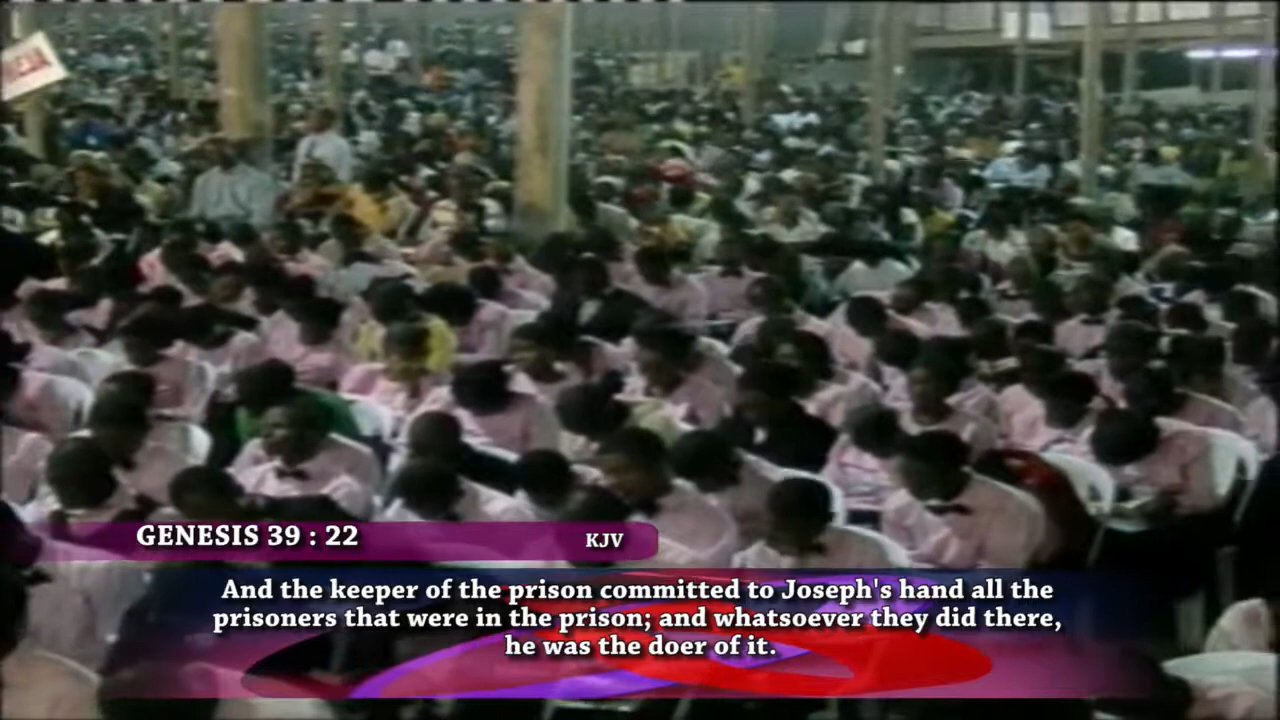 GENESIS 39 : 22
KJV
And the keeper of the prison committed to Joseph's hand all the
prisoners that were in the prison; and whatsoever they did there,
he was the doer of it.